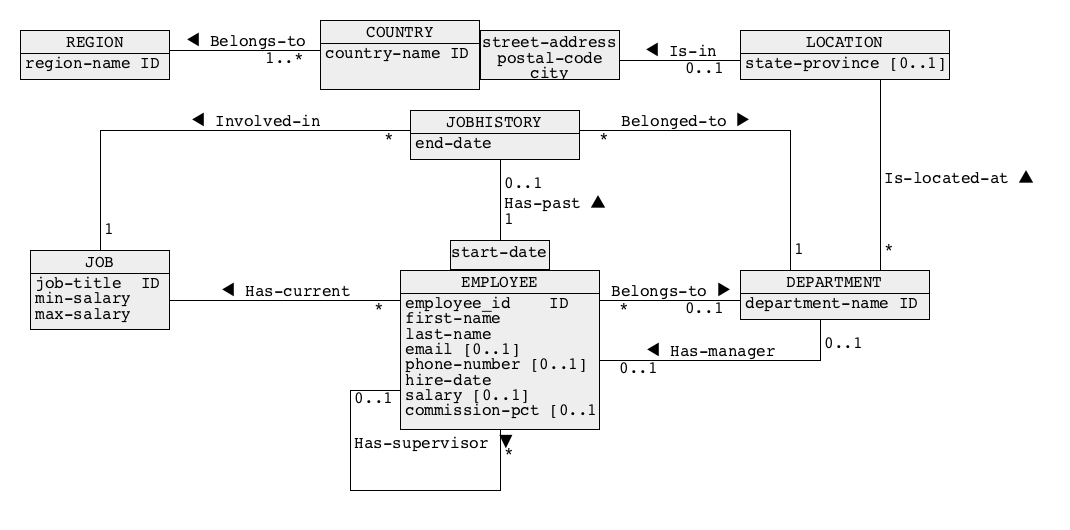 REGION
region-name ID
◀ Belongs-to
1..*
COUNTRY
country-name ID
street-address
postal-code
city
◀ Is-in
0..1
LOCATION
state-province [0..1]
◀ Involved-in
*
JOBHISTORY
end-date
Belonged-to ▶
*
0..1
Has-past ▲
1
Is-located-at ▲
1
1
*
start-date
JOB
job-title ID
min-salary
max-salary
◀ Has-current
*
EMPLOYEE
employee_id ID
first-name
last-name
email [0..1]
phone-number [0..1]
hire-date
salary [0..1]
commission-pct [0..1
Belongs-to ▶
* 0..1
DEPARTMENT
department-name ID
◀ Has-manager
0..1
0..1
0..1
Has-supervisor ▼
*